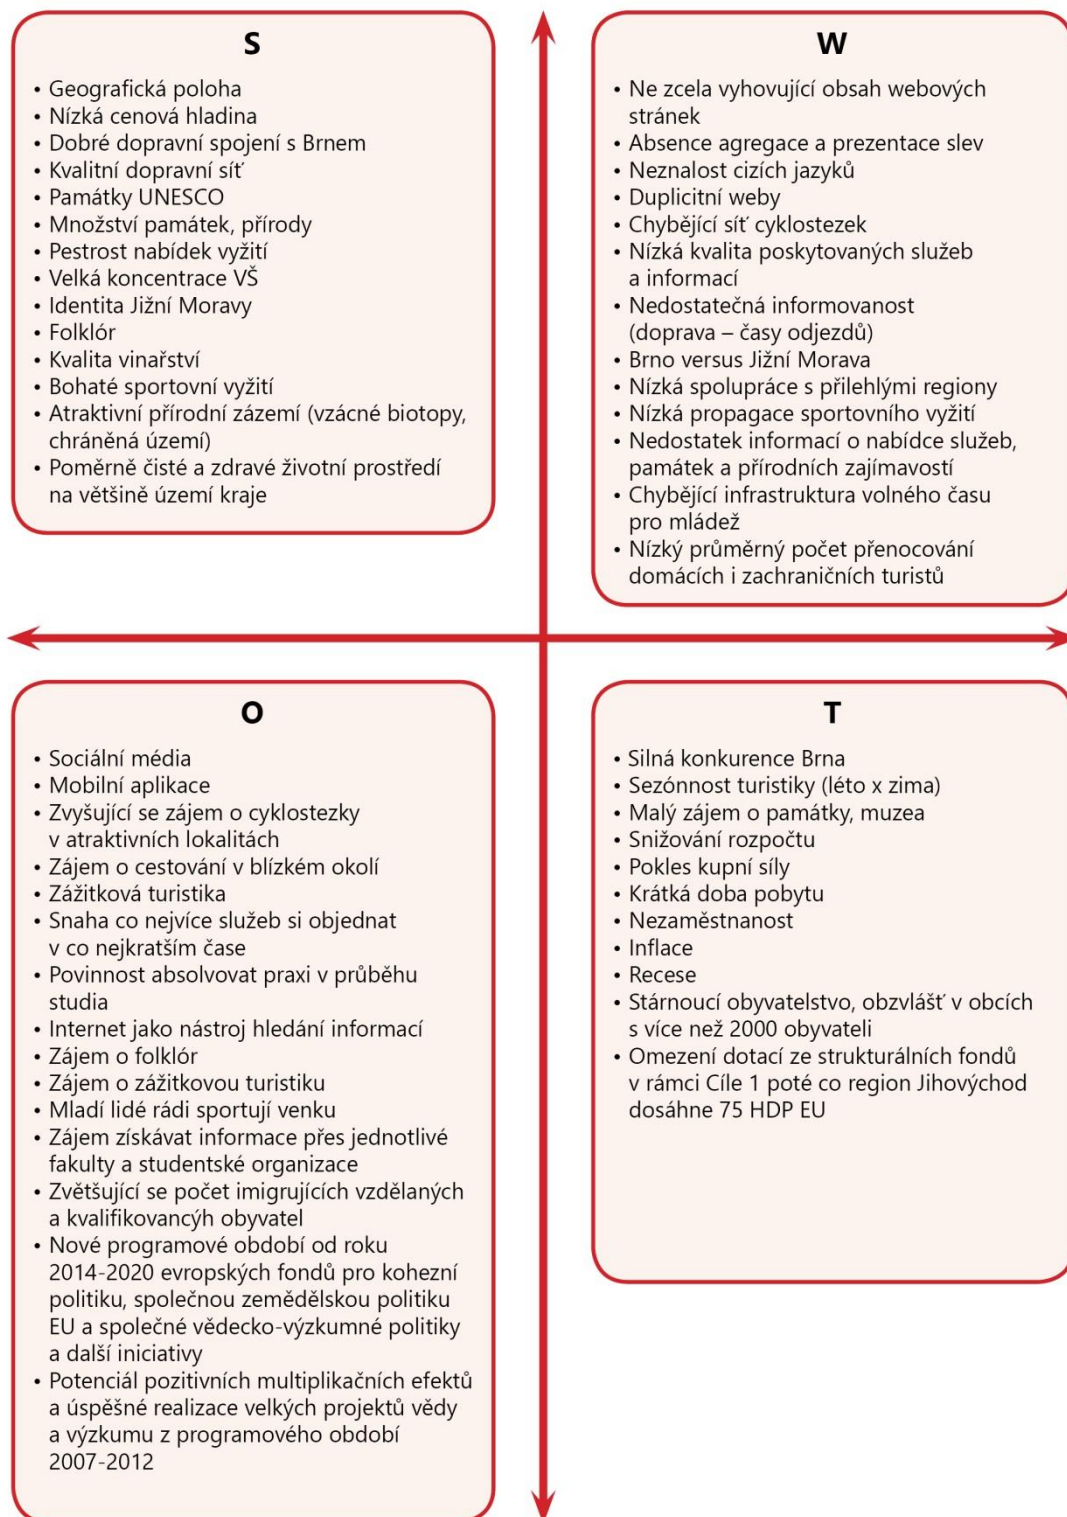 S
• Geografická poloha
• Nízká cenová hladina
• Dobré dopravní spojení s Brnem
• Kvalitní dopravní síť
• Památky UNESCO
• Množství památek, přírody
• Pestrost nabídek vyžití
• Velká koncentrace VŠ
• Identita Jižní Moravy
• Folklór
• Kvalita vinařství
• Bohaté sportovní vyžití
• Atraktivní přírodní zázemí (vzácné biotopy,
chráněná území)
• Poměrně čisté a zdravé životní prostředí
na většině území kraje
W
• Ne zcela vyhovující obsah webových
stránek
• Absence agregace a prezentace slev
• Neznalost cizích jazyků
• Duplicitní weby
• Chybějící síť cyklostezek
• Nízká kvalita poskytovaných služeb
a informací
• Nedostatečná informovanost
(doprava – časy odjezdů)
• Brno versus Jižní Morava
• Nízká spolupráce s přilehlými regiony
• Nízká propagace sportovního vyžití
• Nedostatek informací o nabídce služeb,
památek a přírodních zajímavostí
• Chybějící infrastruktura volného času
pro mládež
• Nízký průměrný počet přenocování
domácích i zachraničních turistů
O
• Sociální média
• Mobilní aplikace
• Zvyšující se zájem o cyklostezky
v atraktivních lokalitách
• Zájem o cestování v blízkém okolí
• Zážitková turistika
• Snaha co nejvíce služeb si objednat
v co nejkratším čase
• Povinnost absolvovat praxi v průběhu
studia
• Internet jako nástroj hledání informací
• Zájem o folklór
• Zájem o zážitkovou turistiku
• Mladí lidé rádi sportují venku
• Zájem získávat informace přes jednotlivé
fakulty a studentské organizace
• Zvětšující se počet imigrujících vzdělaných
a kvalifikovancýh obyvatel
• Nové programové období od roku
2014-2020 evropských fondů pro kohezní
politiku, společnou zemědělskou politiku
EU a společné vědecko-výzkumné politiky
a další iniciativy
• Potenciál pozitivních multiplikačních efektů
a úspěšné realizace velkých projektů vědy
a výzkumu z programového období
2007-2012
T
• Silná konkurence Brna
• Sezónnost turistiky (léto x zima)
• Malý zájem o památky, muzea
• Snižování rozpočtu
• Pokles kupní síly
• Krátká doba pobytu
• Nezaměstnanost
• Inflace
• Recese
• Stárnoucí obyvatelstvo, obzvlášť v obcích
s více než 2000 obyvateli
• Omezení dotací ze strukturálních fondů
v rámci Cíle 1 poté co region Jihovýchod
dosáhne 75 HDP EU